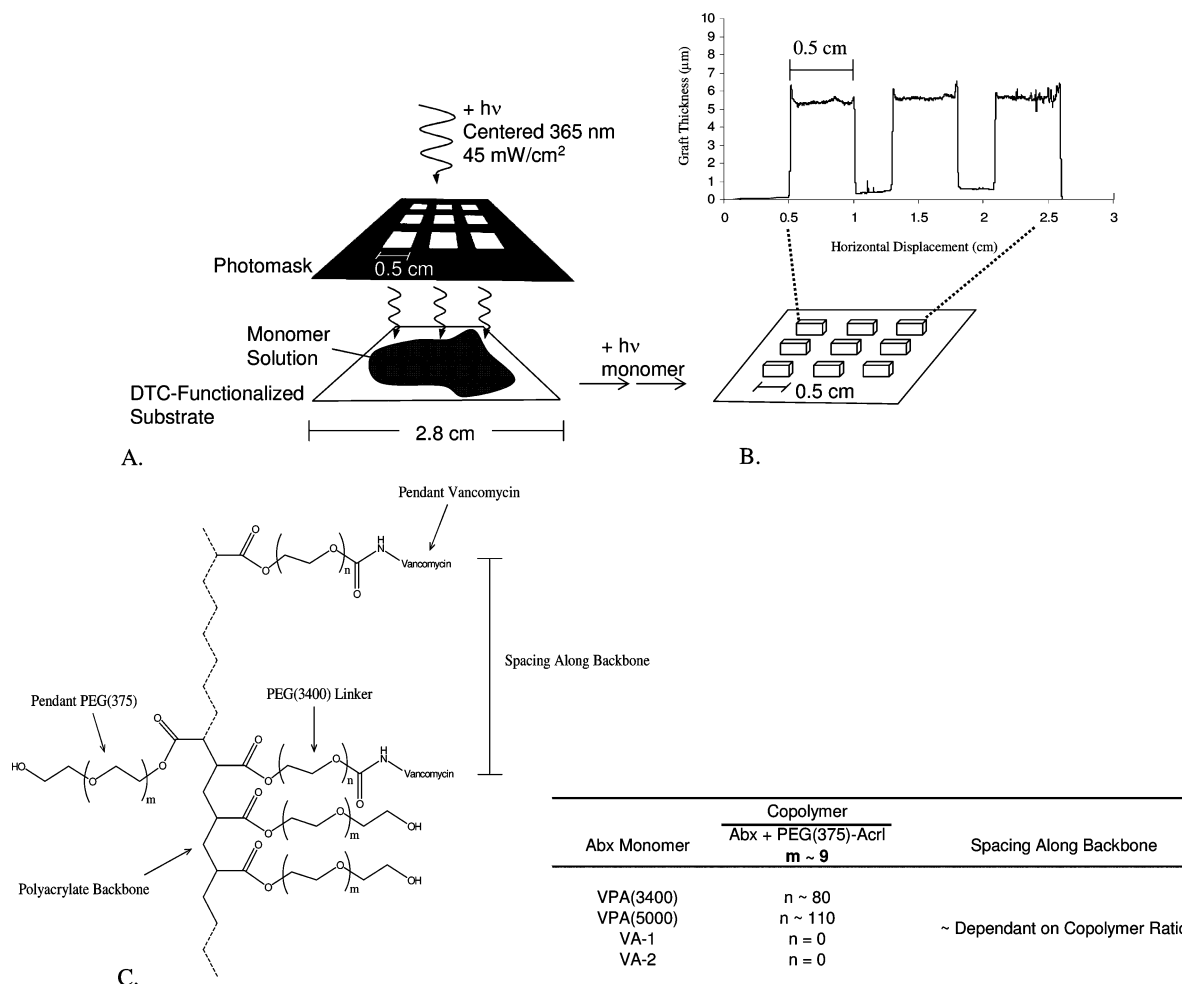 + hν
Centered 365 nm
45 mW/cm²
0.5 cm
Photomask
Monomer
Solution
DTC-Functionalized
Substrate
2.8 cm
A.
+ hν
monomer
10
9
8
7
6
5
4
3
2
1
0
Graft Thickness (μm)
0.5 cm
0
0.5
1
1.5
2
2.5
3
Horizontal Displacement (cm)
0.5 cm
B.
Pendant Vancomycin
O
O
O
n
O
H
N
Vancomycin
Spacing Along Backbone
Pendant PEG(375)
PEG(3400) Linker
HO
O
m
O
O
O
O
O
n
O
H
N
Vancomycin
O
O
O
m
OH
O
O
O
m
OH
Polyacrylate Backbone
C.
Copolymer
Abx Monomer Abx + PEG(375)-Acrl Spacing Along Backbone
m ~ 9
VPA(3400) n ~ 80
VPA(5000) n ~ 110
~ Dependant on Copolymer Ratio
VA-1 n = 0
VA-2 n = 0